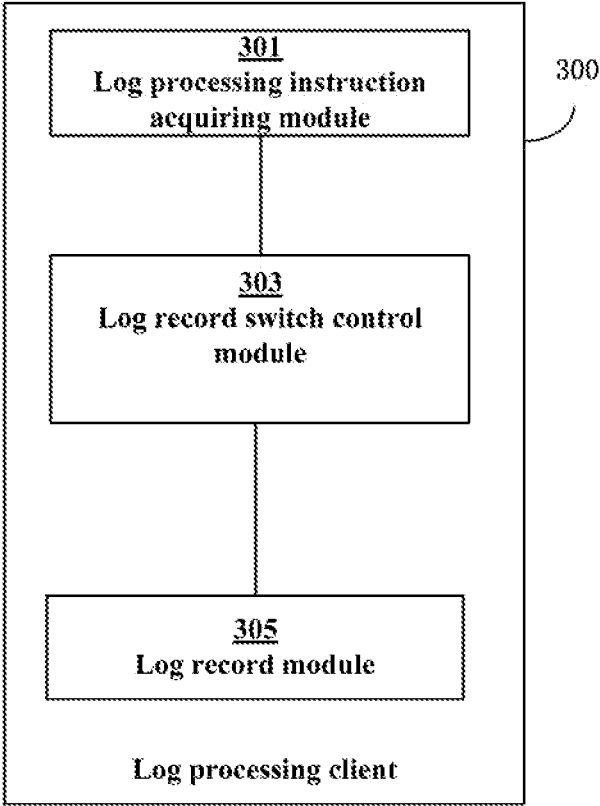 301
Log processing instruction
acquiring module
300
303
Log record switch control
module
305
Log record module
Log processing client